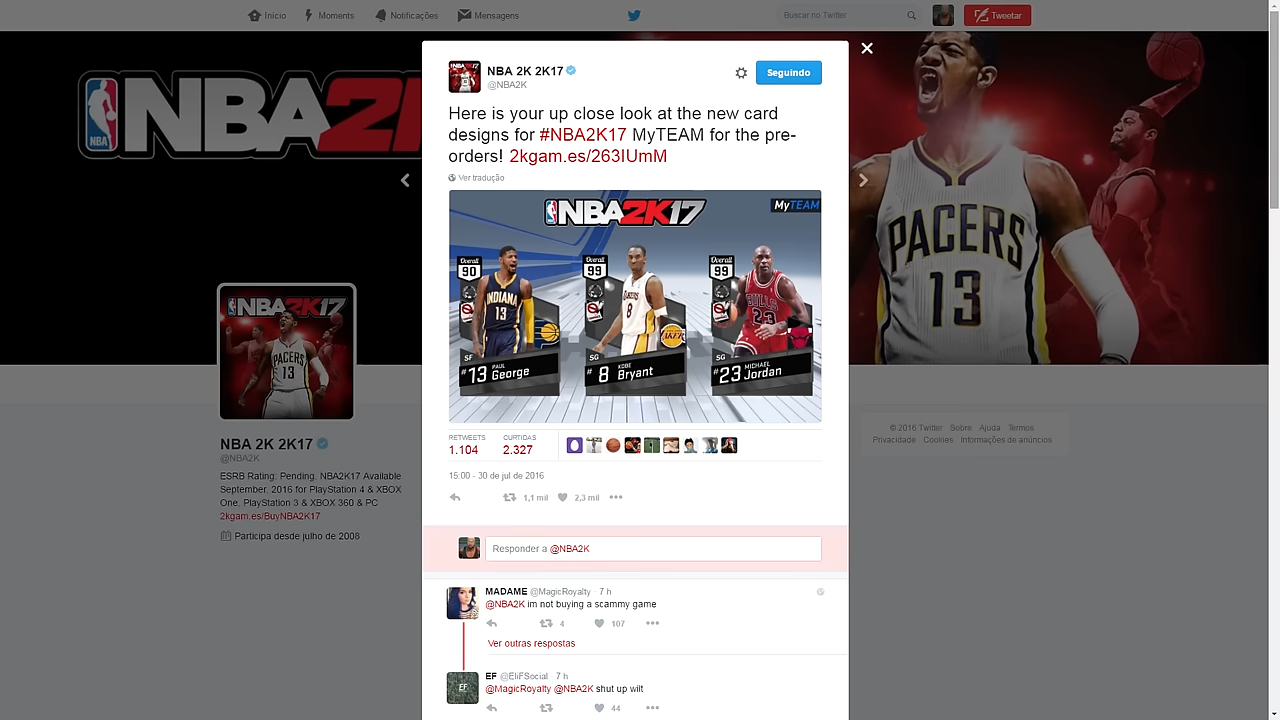 Início
Moments
Notificações
Mensagens
Buscar no Twitter
Tweetar
NBA2K
NBA
PACERS
13
NBA 2K 2K17
@NBA2K
Seguindo
Here is your up close look at the new card
designs for #NBA2K17 MyTEAM for the pre-
orders! 2kgam.es/263IUmM
Ver tradução
NBA2K17
MyTEAM
Overall
90
INDIANA
13
SF
#13 PAUL George
Overall
99
LAKERS
8
SG
#8 KOBE Bryant
Overall
99
BULLS
23
SG
#23 MICHAEL Jordan
RETWEETS
1.104
CURTIDAS
2.327
15:00 - 30 de jul de 2016
1,1 mil
2,3 mil
Responder a @NBA2K
MADAME @MagicRoyalty · 7 h
@NBA2K im not buying a scammy game
4
107
Ver outras respostas
EF
EF @EliFSocial · 7 h
@MagicRoyalty @NBA2K shut up wilt
44
NBA2K17
PACERS
13
NBA 2K 2K17
@NBA2K
ESRB Rating: Pending. NBA2K17 Available
September, 2016 for PlayStation 4 & XBOX
One, PlayStation 3 & XBOX 360 & PC
2kgam.es/BuyNBA2K17
Participa desde julho de 2008
© 2016 Twitter Sobre Ajuda Termos
Privacidade Cookies Informações de anúncios